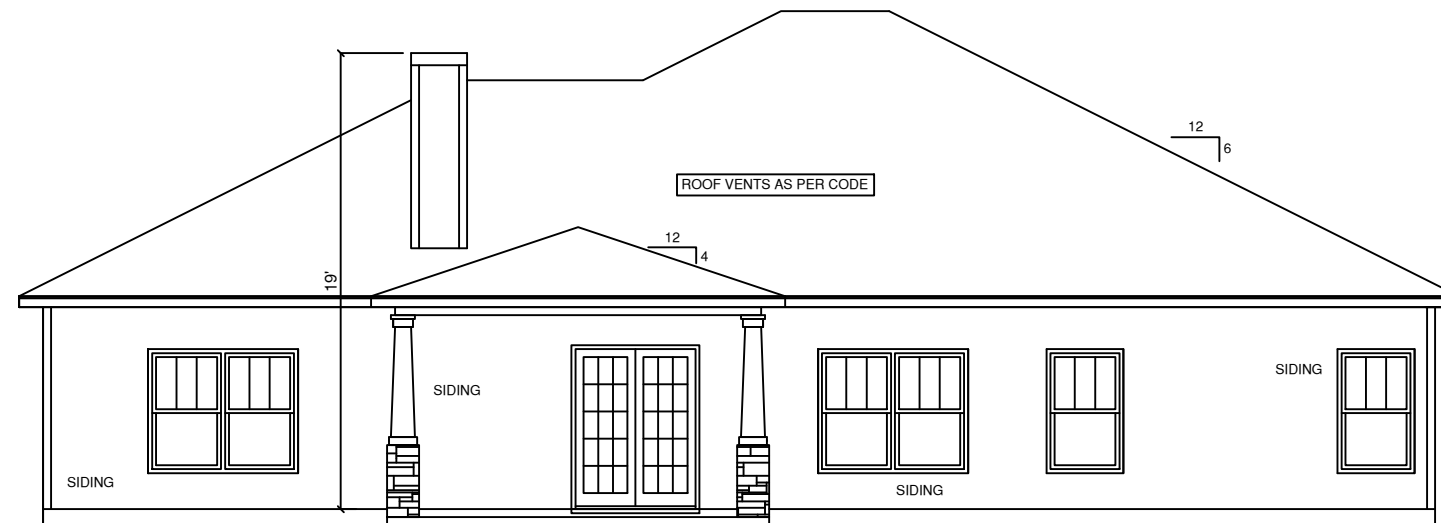 12
6
ROOF VENTS AS PER CODE
12
4
19'
SIDING
SIDING
SIDING
SIDING